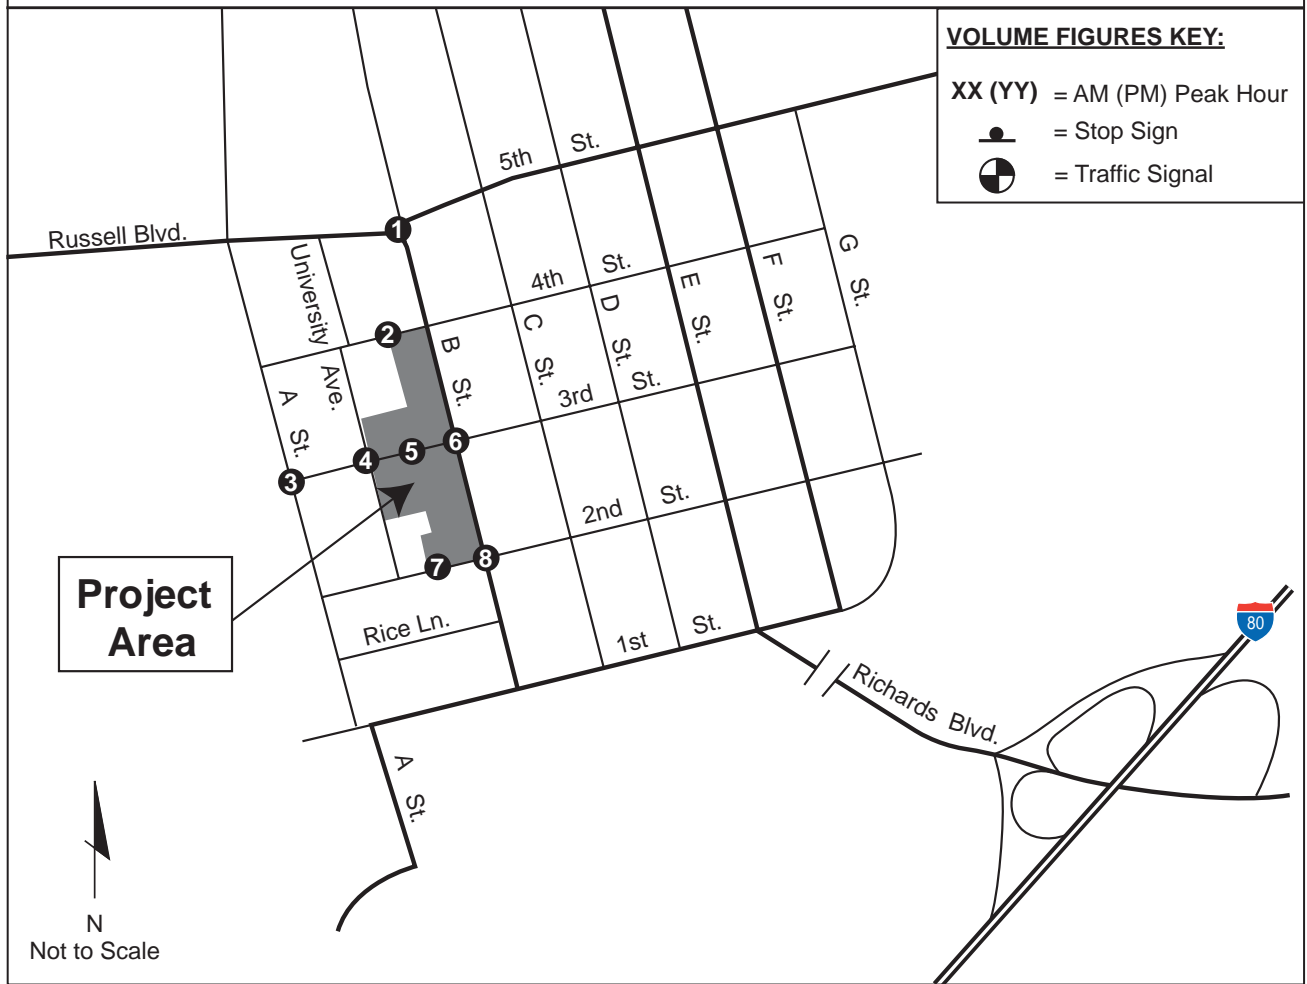 VOLUME FIGURES KEY:
XX (YY) = AM (PM) Peak Hour
= Stop Sign
= Traffic Signal
5th St.
Russell Blvd.
1
University Ave.
4th St.
2
A St.
B St.
C St.
D St.
E St.
F St.
G St.
3rd St.
3
4
5
6
2nd St.
7
8
Project
Area
Rice Ln.
1st St.
80
Richards Blvd.
A St.
N
Not to Scale